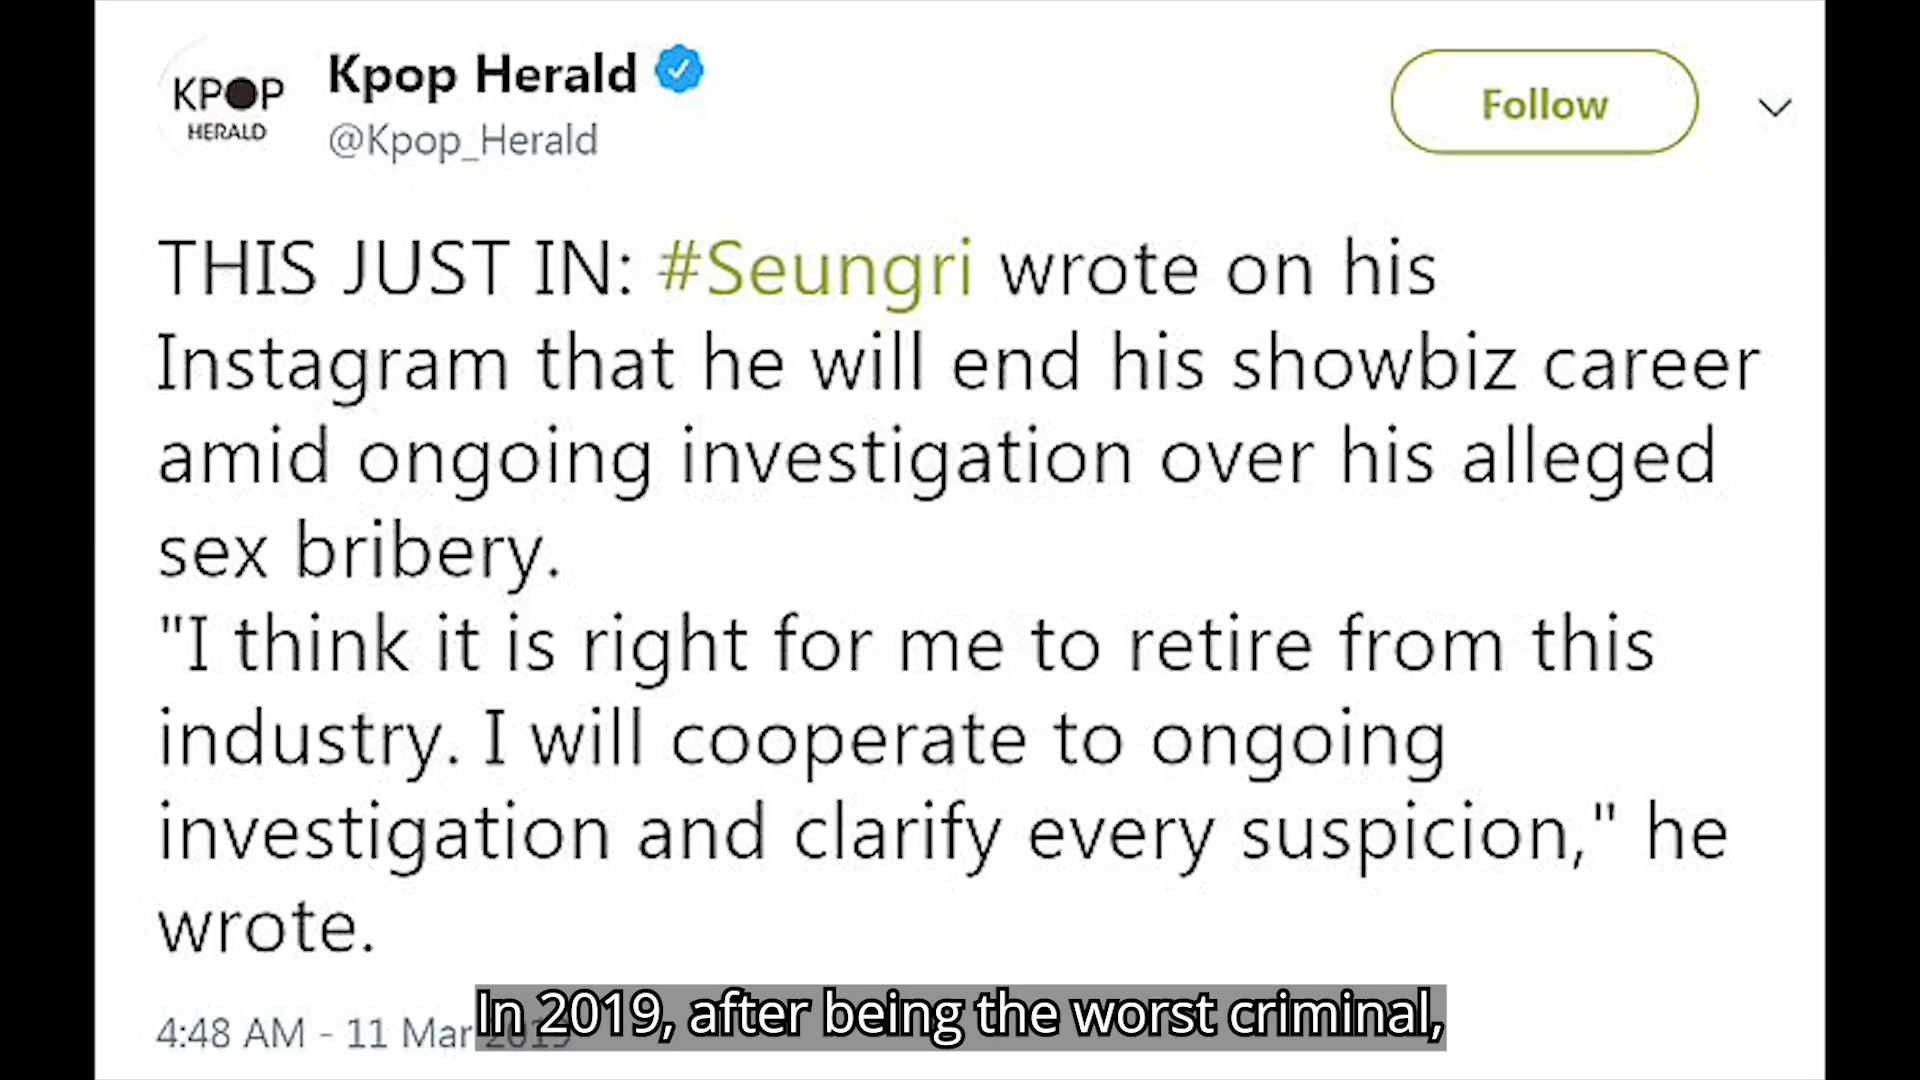 KPOP
HERALD
Kpop Herald
@Kpop_Herald
Follow
THIS JUST IN: #Seungri wrote on his
Instagram that he will end his showbiz career
amid ongoing investigation over his alleged
sex bribery.
"I think it is right for me to retire from this
industry. I will cooperate to ongoing
investigation and clarify every suspicion," he
wrote.
4:48 AM - 11 Mar 2019
In 2019, after being the worst criminal,